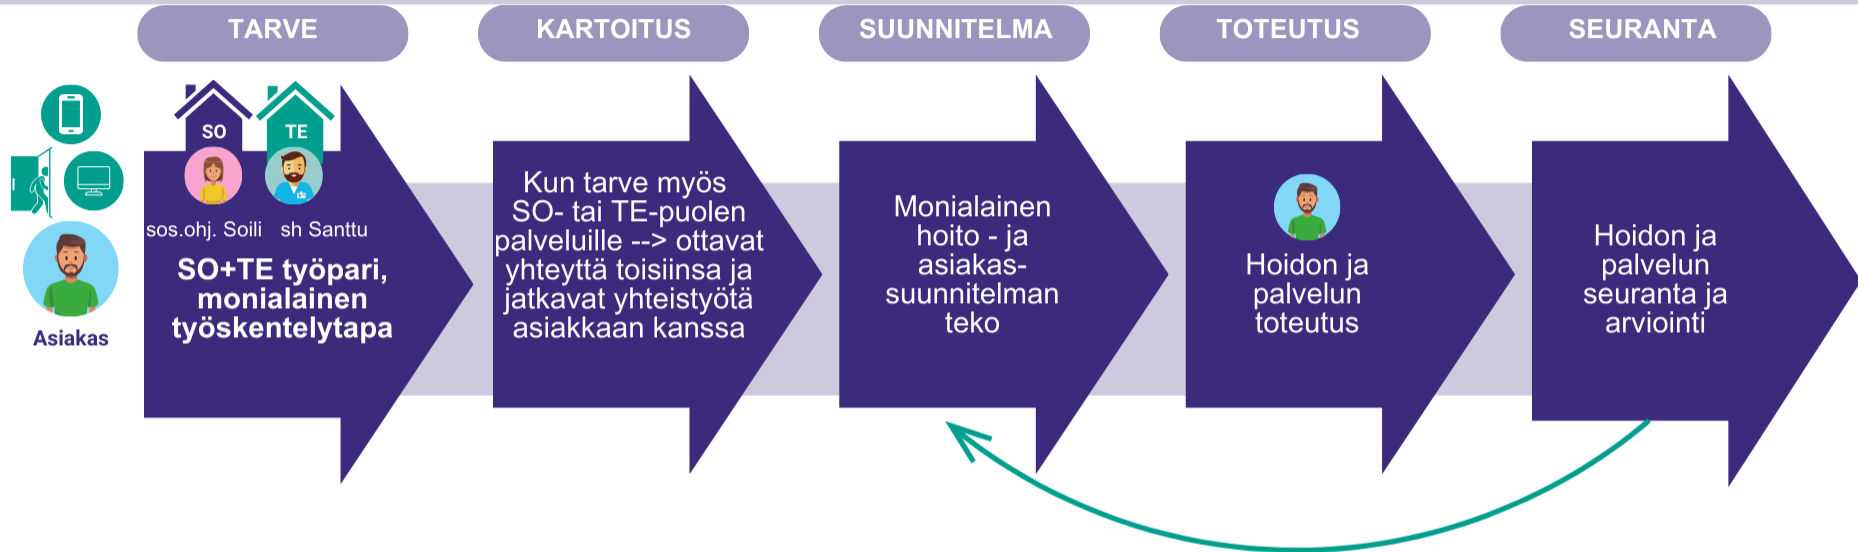 TARVE
KARTOITUS
SUUNNITELMA
TOTEUTUS
SEURANTA
SO
TE
sos.ohj. Soili
sh Santtu
SO+TE työpari,
monialainen
työskentelytapa
Asiakas
Kun tarve myös
SO- tai TE-puolen
palveluille --> ottavat
yhteyttä toisiinsa ja
jatkavat yhteistyötä
asiakkaan kanssa
Monialainen
hoito - ja
asiakas-
suunnitelman
teko
Hoidon ja
palvelun
toteutus
Hoidon ja
palvelun
seuranta ja
arviointi